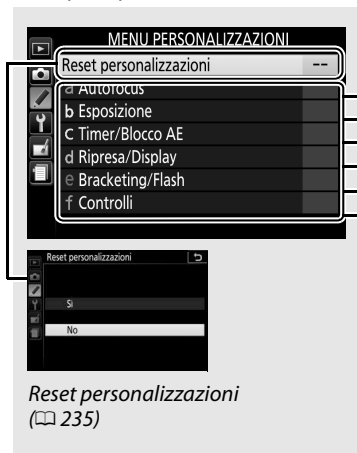 MENU PERSONALIZZAZIONI
Reset personalizzazioni --
a Autofocus
b Esposizione
c Timer/Blocco AE
d Ripresa/Display
e Bracketing/Flash
f Controlli
Reset personalizzazioni
Sì
No
Reset personalizzazioni
(📖 235)